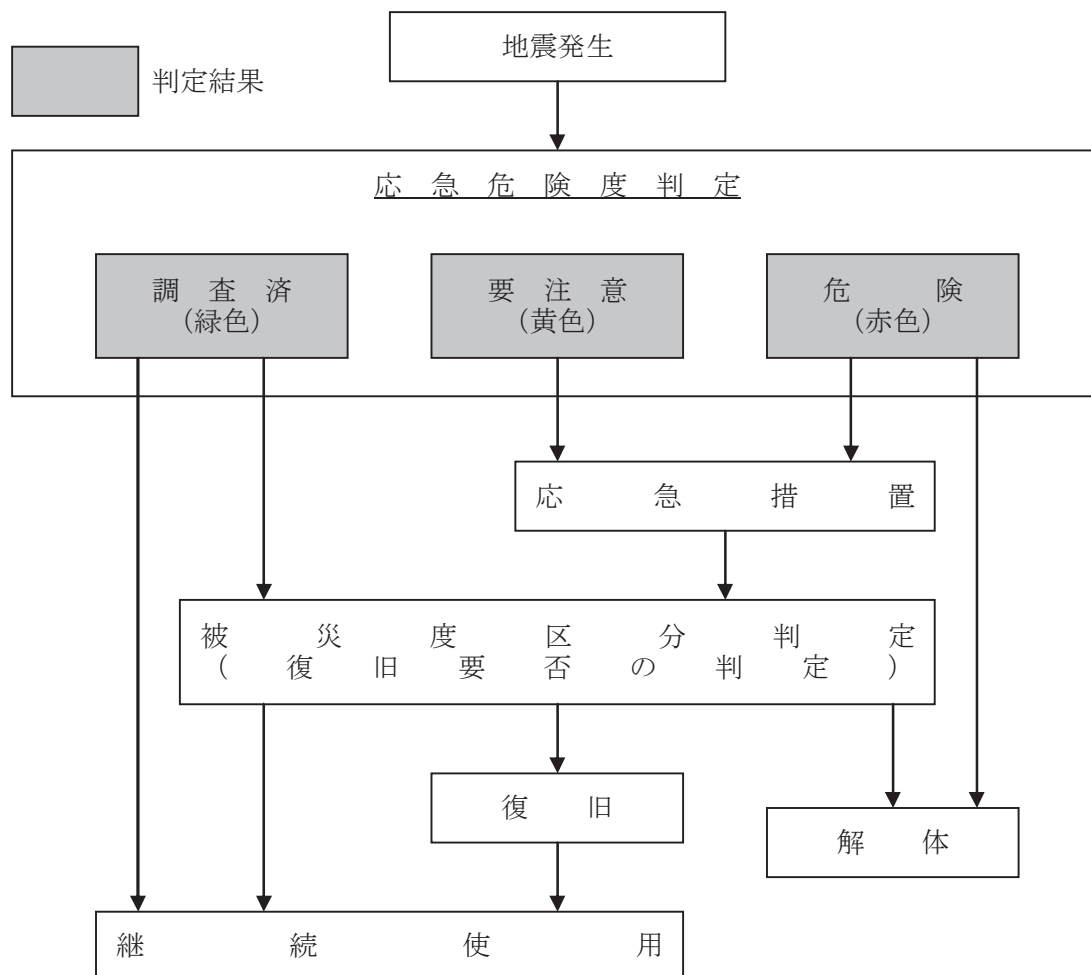 地震発生
判定結果
応急危険度判定
調査済
(緑色)
要注意
(黄色)
危険
(赤色)
応急措置
被災度区分判定
(復旧要否の判定)
復旧
解体
継続使用